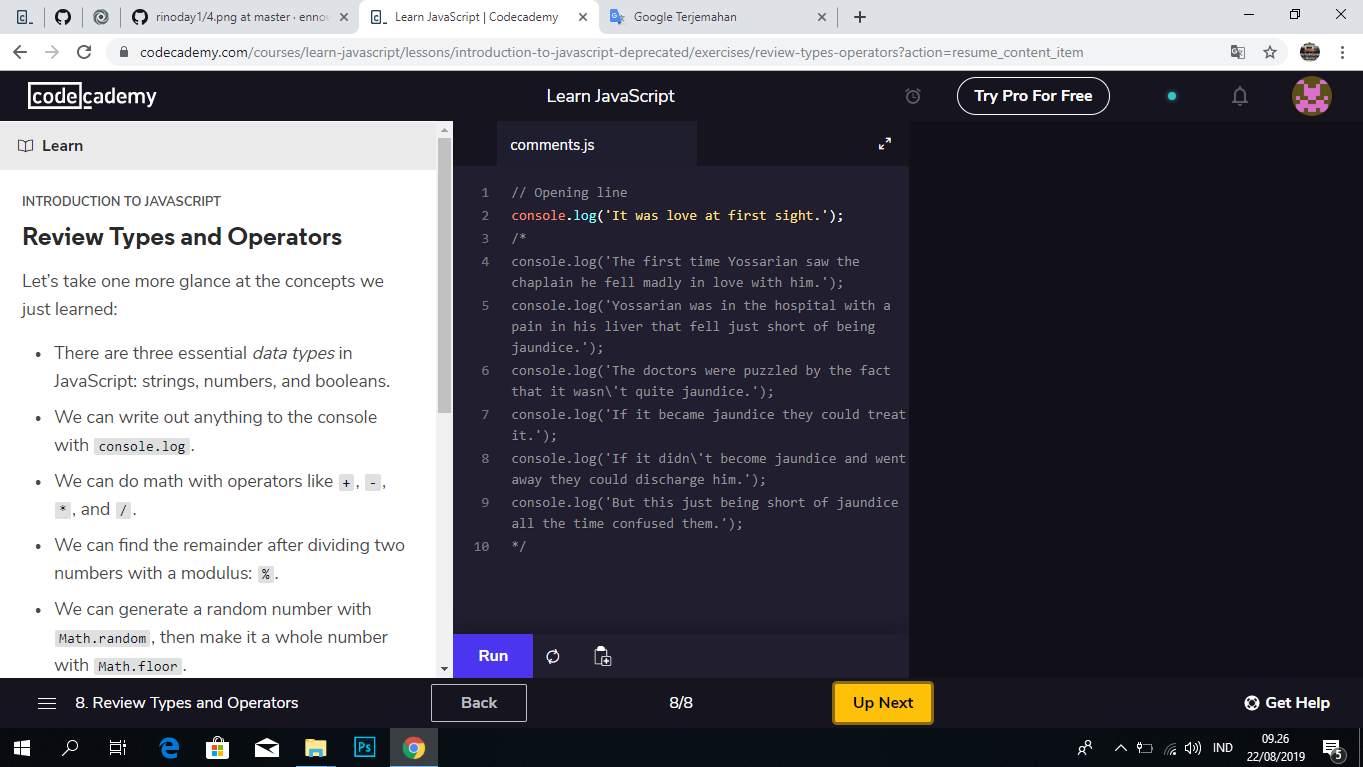 rinoday1/4.png at master · enno
Learn JavaScript | Codecademy
Google Terjemahan
codecademy.com/courses/learn-javascript/lessons/introduction-to-javascript-deprecated/exercises/review-types-operators?action=resume_content_item
codecademy
Learn JavaScript
Try Pro For Free
Learn
INTRODUCTION TO JAVASCRIPT
Review Types and Operators
Let's take one more glance at the concepts we
just learned:
• There are three essential data types in
JavaScript: strings, numbers, and booleans.
• We can write out anything to the console
with console.log.
• We can do math with operators like +, -,
*, and /.
• We can find the remainder after dividing two
numbers with a modulus: %.
• We can generate a random number with
Math.random, then make it a whole number
with Math.floor.
comments.js
1 // Opening line
2 console.log('It was love at first sight.');
3 /*
4 console.log('The first time Yossarian saw the
chaplain he fell madly in love with him.');
5 console.log('Yossarian was in the hospital with a
pain in his liver that fell just short of being
jaundice.');
6 console.log('The doctors were puzzled by the fact
that it wasn\'t quite jaundice.');
7 console.log('If it became jaundice they could treat
it.');
8 console.log('If it didn\'t become jaundice and went
away they could discharge him.');
9 console.log('But this just being short of jaundice
all the time confused them.');
10 */
Run
8. Review Types and Operators
Back
8/8
Up Next
Get Help
Ps
IND
09.26
22/08/2019
5